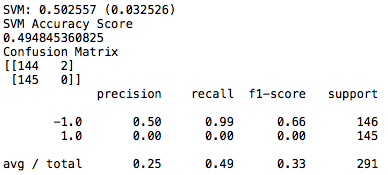 SVM: 0.502557 (0.032526)
SVM Accuracy Score
0.494845360825
Confusion Matrix
[[144   2]
 [145   0]]
             precision    recall  f1-score   support

       -1.0       0.50      0.99      0.66       146
        1.0       0.00      0.00      0.00       145

avg / total       0.25      0.49      0.33       291